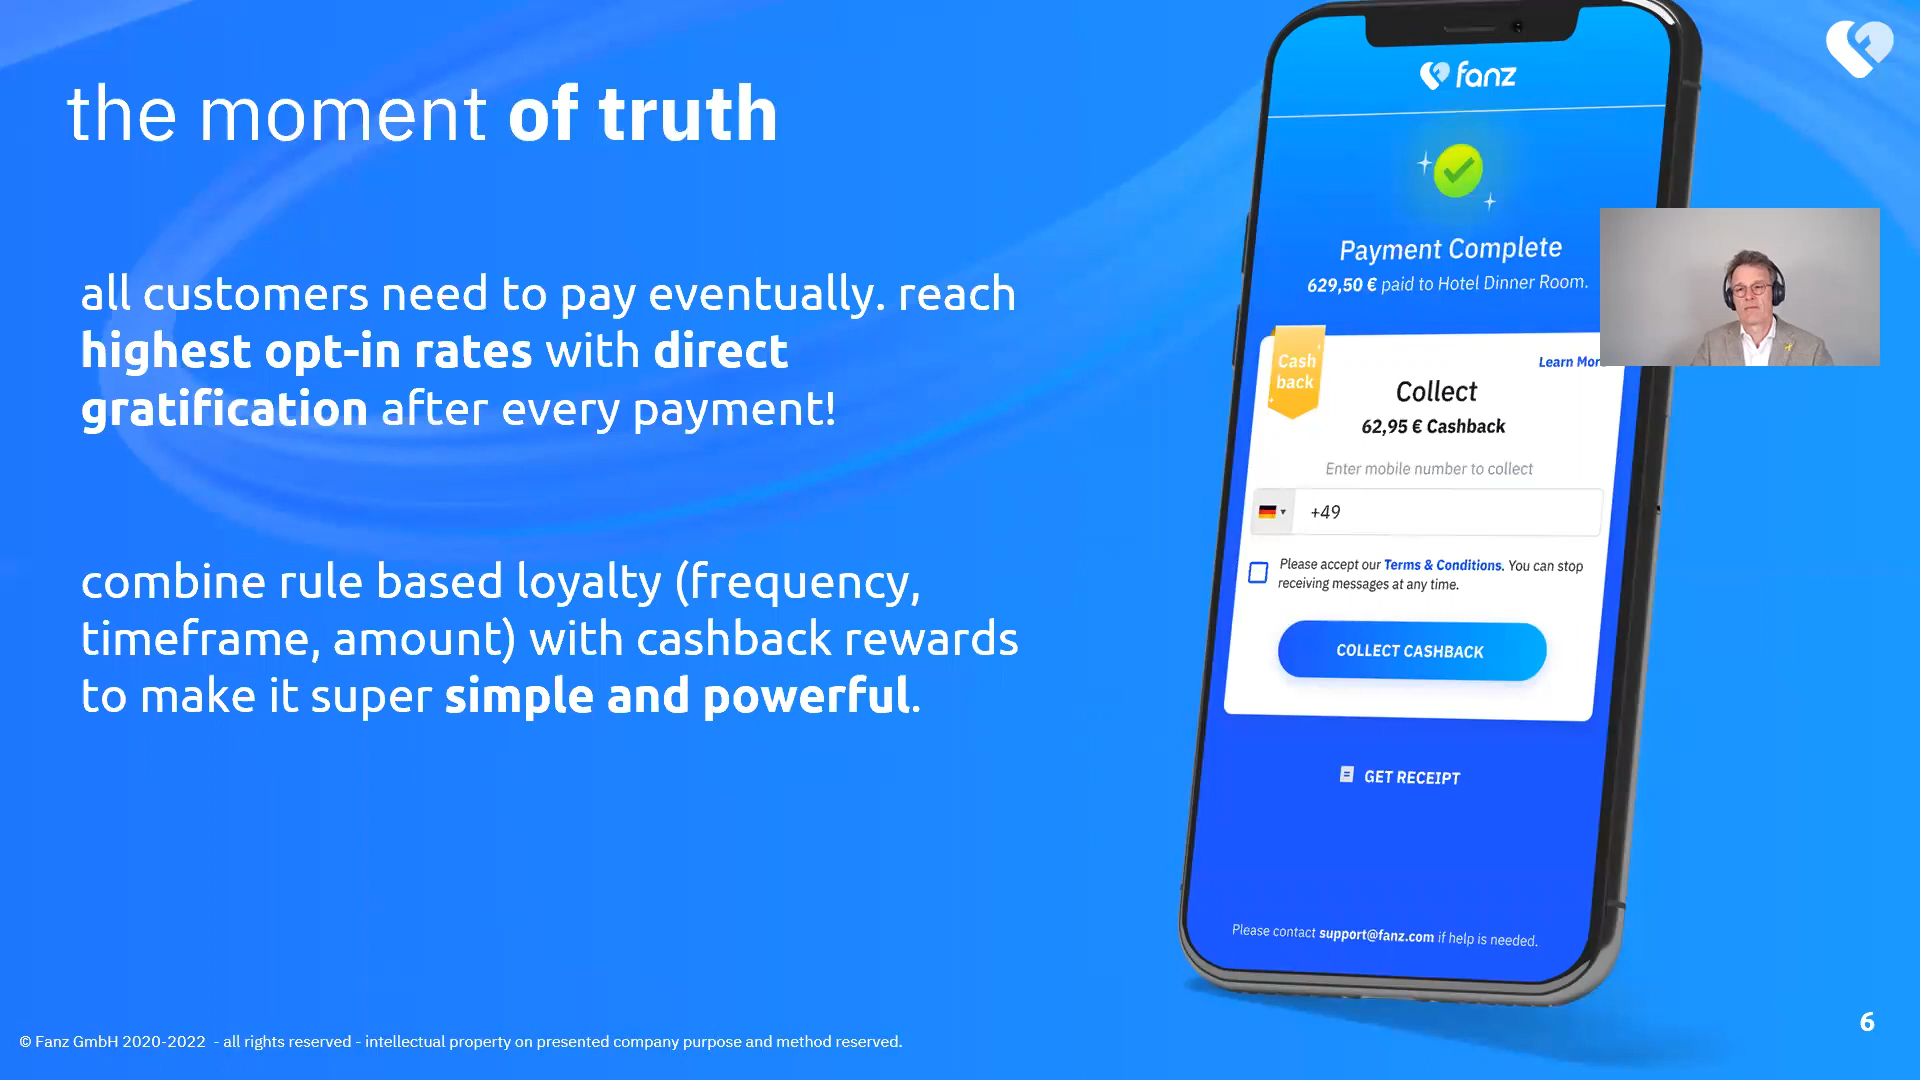 the moment of truth
all customers need to pay eventually. reach
highest opt-in rates with direct
gratification after every payment!
combine rule based loyalty (frequency,
timeframe, amount) with cashback rewards
to make it super simple and powerful.
fanz
Payment Complete
629,50 € paid to Hotel Dinner Room.
Cash
back
Learn Mor
Collect
62,95 € Cashback
Enter mobile number to collect
+49
Please accept our Terms & Conditions. You can stop
receiving messages at any time.
COLLECT CASHBACK
GET RECEIPT
Please contact support@fanz.com if help is needed.
© Fanz GmbH 2020-2022 - all rights reserved - intellectual property on presented company purpose and method reserved.
6